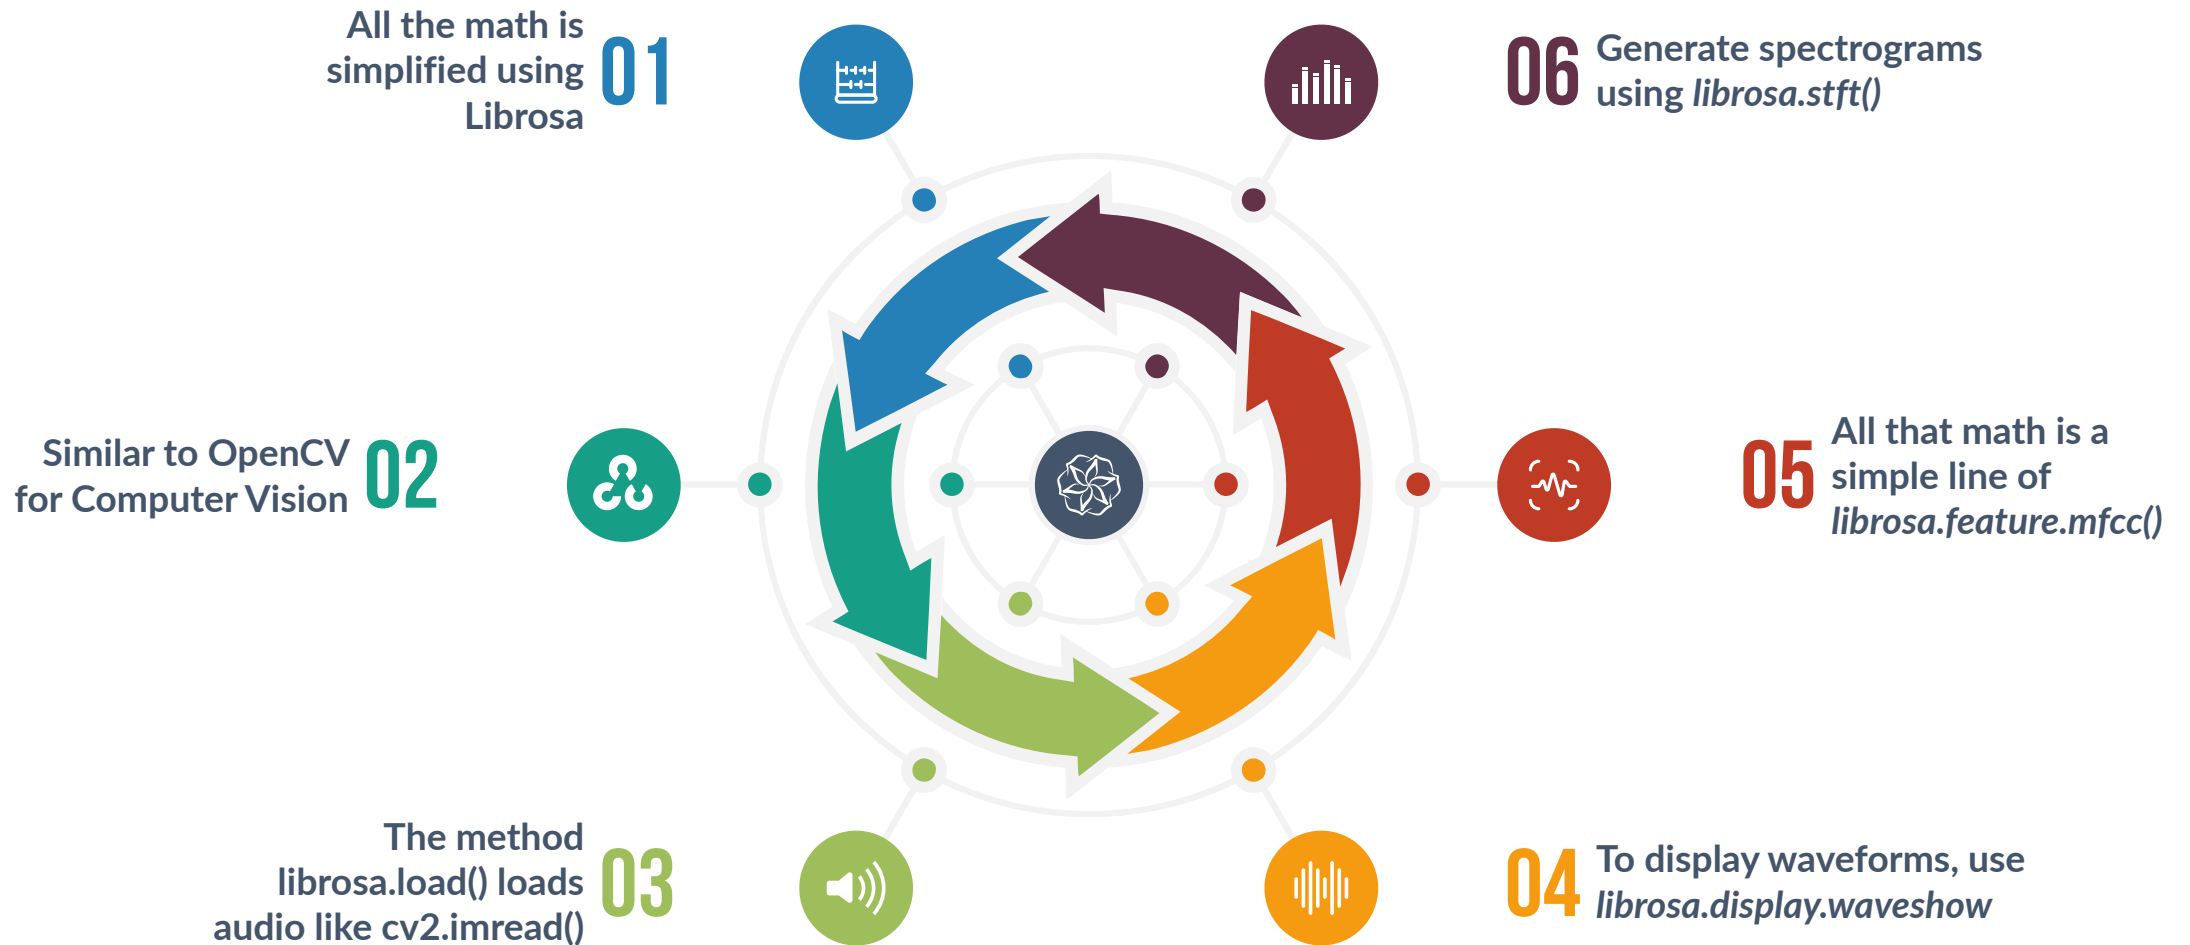 01
All the math is
simplified using
Librosa
02
Similar to OpenCV
for Computer Vision
03
The method
librosa.load() loads
audio like cv2.imread()
04
To display waveforms, use
librosa.display.waveshow
05
All that math is a
simple line of
librosa.feature.mfcc()
06
Generate spectrograms
using librosa.stft()